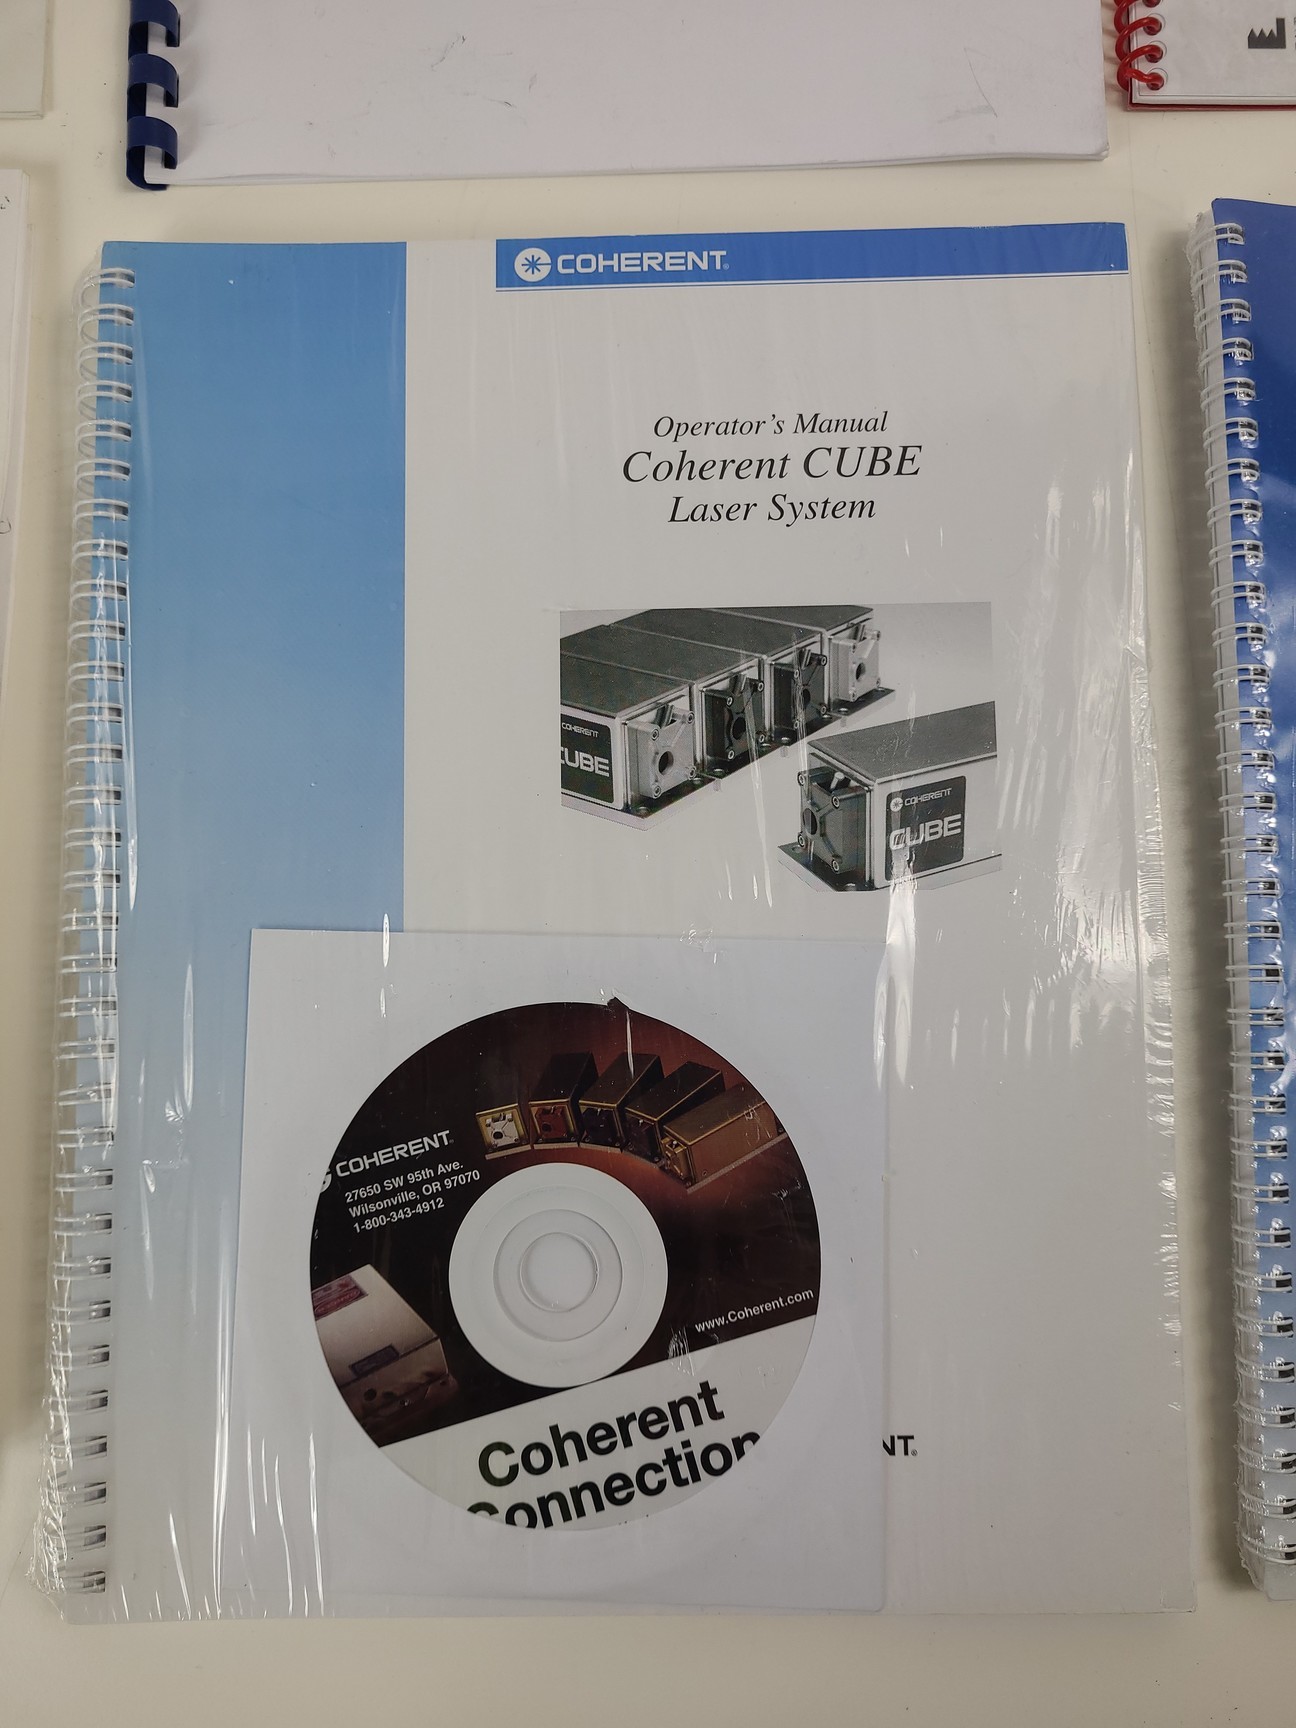 COHERENT®
Operator's Manual
Coherent CUBE
Laser System
COHERENT
CUBE
COHERENT
CUBE
COHERENT
27650 SW 95th Ave.
Wilsonville, OR 97070
1-800-343-4912
www.Coherent.com
Coherent
Connection
NT®